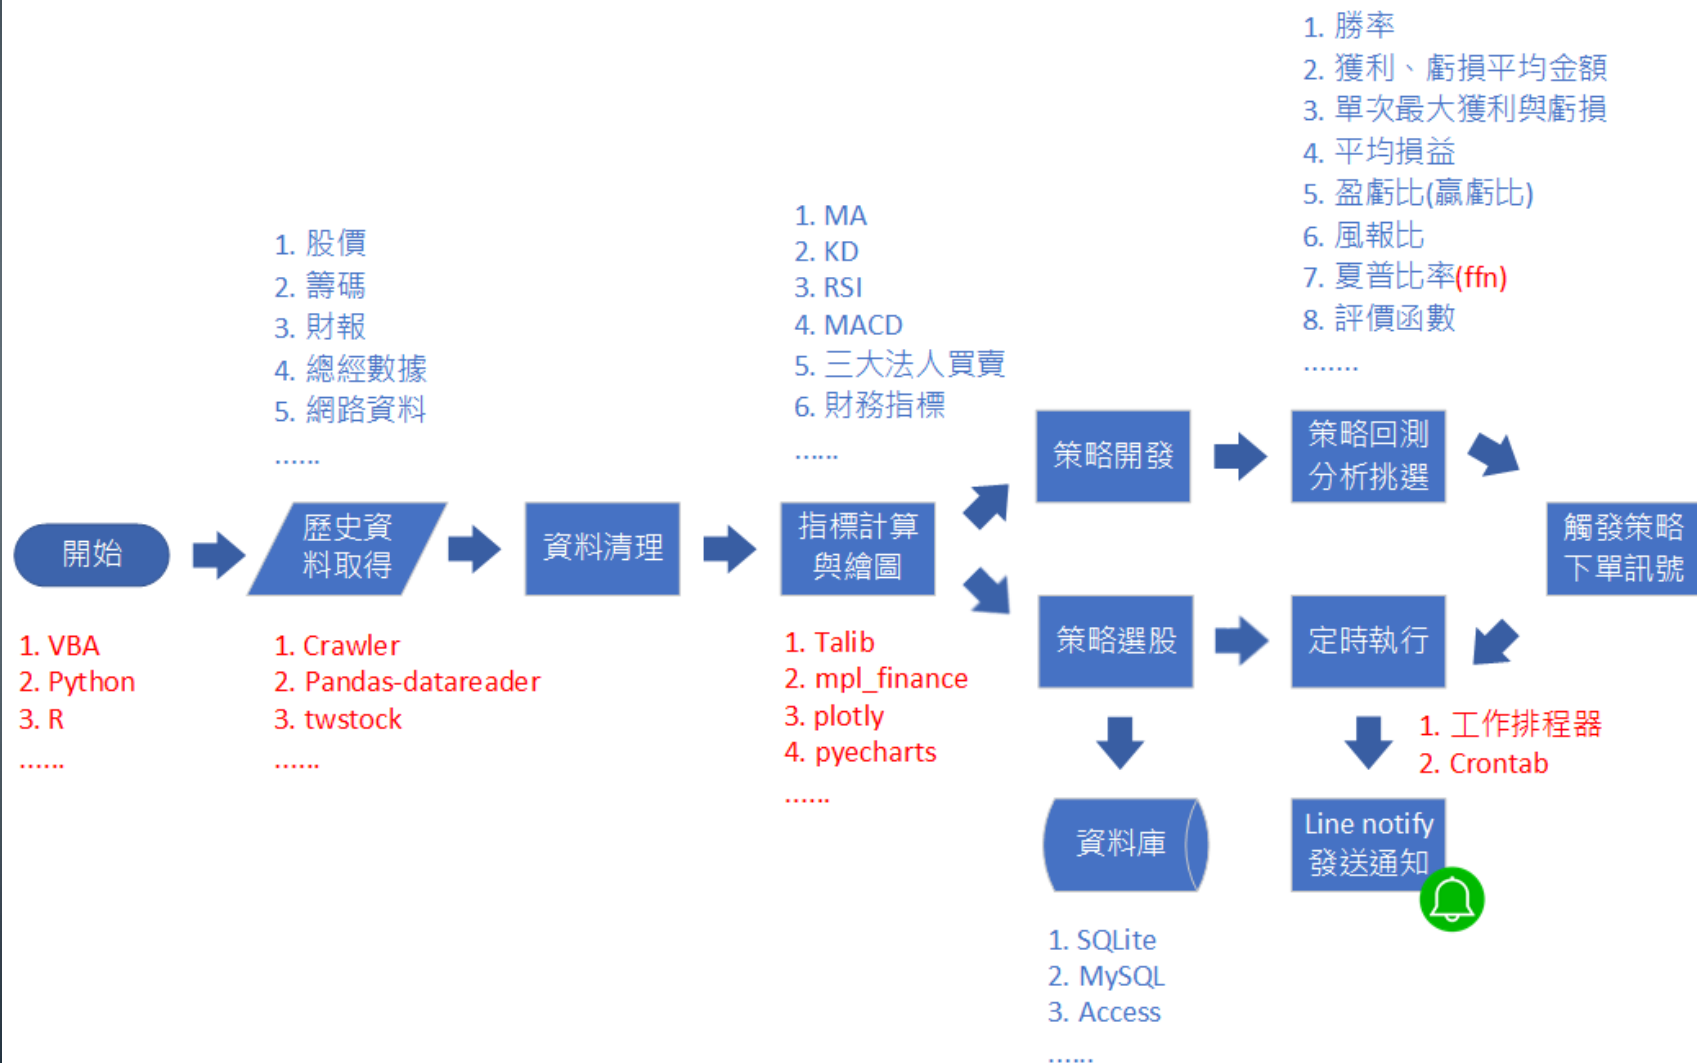 1. 勝率
2. 獲利、虧損平均金額
3. 單次最大獲利與虧損
4. 平均損益
5. 盈虧比(贏虧比)
6. 風報比
7. 夏普比率(ffn)
8. 評價函數
.......
1. MA
2. KD
3. RSI
4. MACD
5. 三大法人買賣
6. 財務指標
......
1. 股價
2. 籌碼
3. 財報
4. 總經數據
5. 網路資料
......
開始
歷史資
料取得
資料清理
指標計算
與繪圖
策略開發
策略回測
分析挑選
觸發策略
下單訊號
策略選股
定時執行
1. VBA
2. Python
3. R
......
1. Crawler
2. Pandas-datareader
3. twstock
......
1. Talib
2. mpl_finance
3. plotly
4. pyecharts
......
1. 工作排程器
2. Crontab
資料庫
Line notify
發送通知
1. SQLite
2. MySQL
3. Access
......